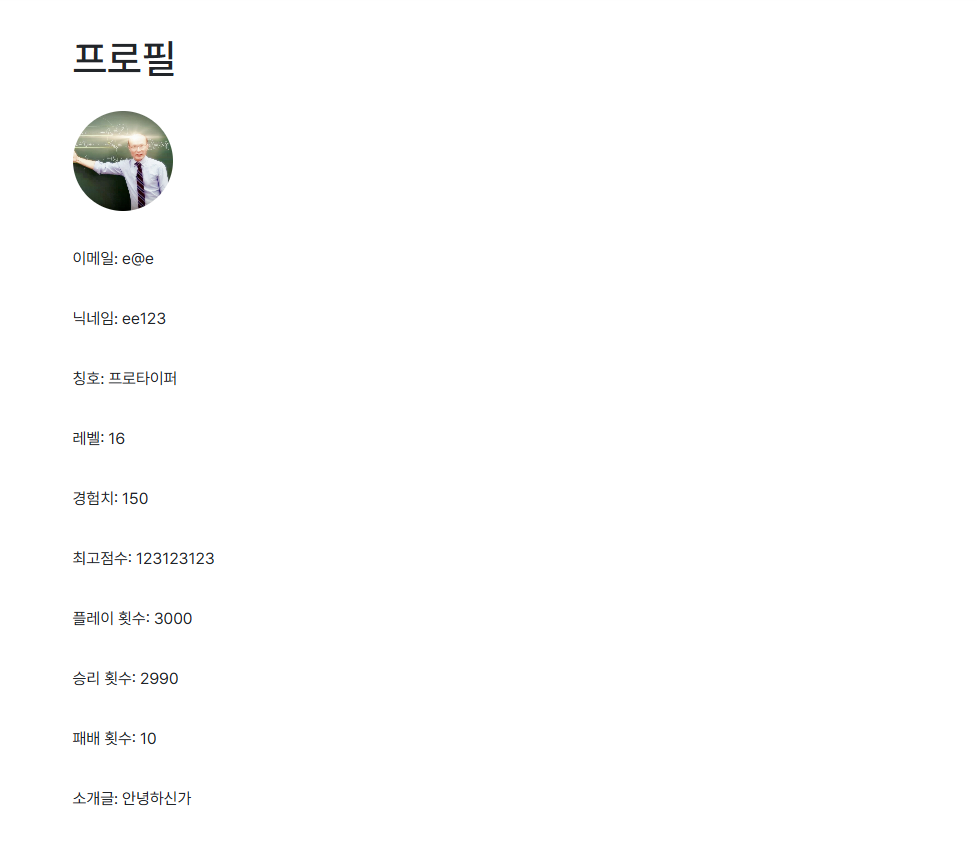 프로필
이메일: e@e
닉네임: ee123
칭호: 프로타이퍼
레벨: 16
경험치: 150
최고점수: 123123123
플레이 횟수: 3000
승리 횟수: 2990
패배 횟수: 10
소개글: 안녕하신가